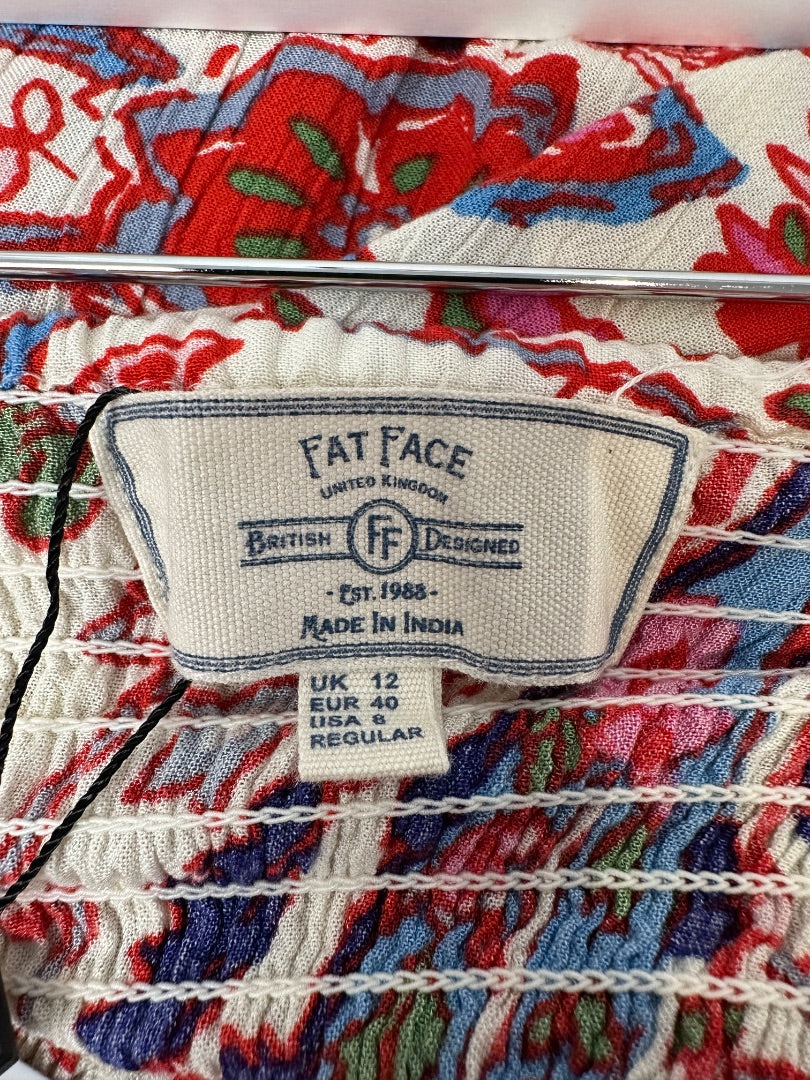 FAT FACE
UNITED KINGDOM
BRITISH FF DESIGNED
- EST. 1988 -
MADE IN INDIA
UK 12
EUR 40
USA 8
REGULAR